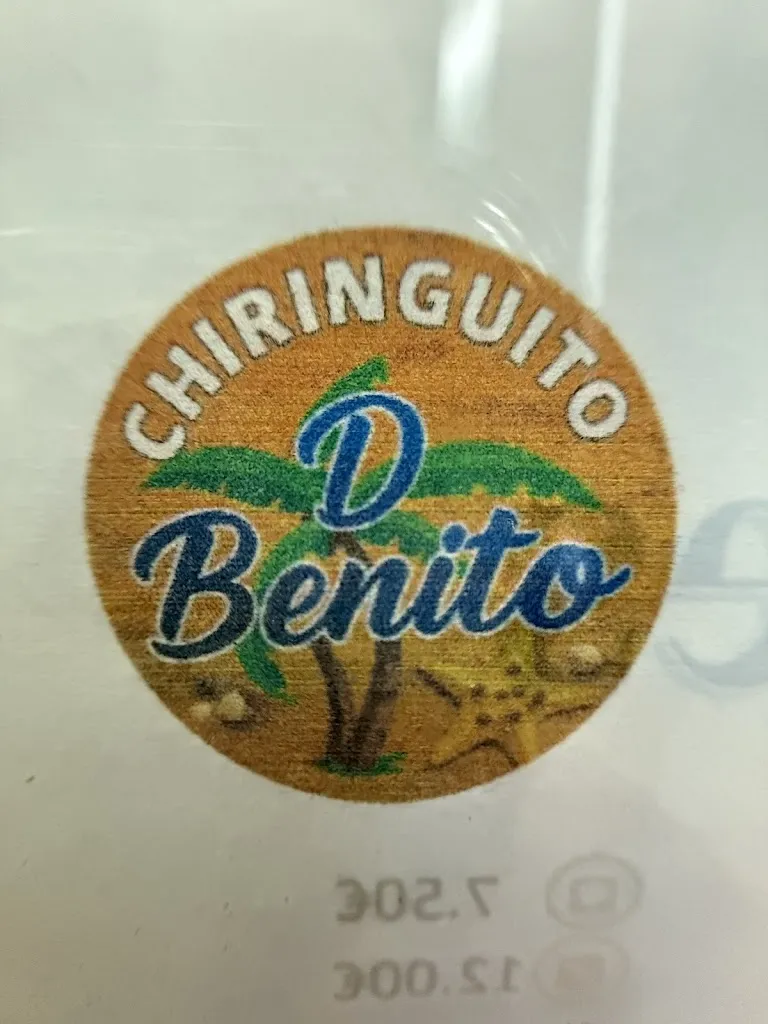 CHIRINGUITO
D
Benito
7.50€
12.00€